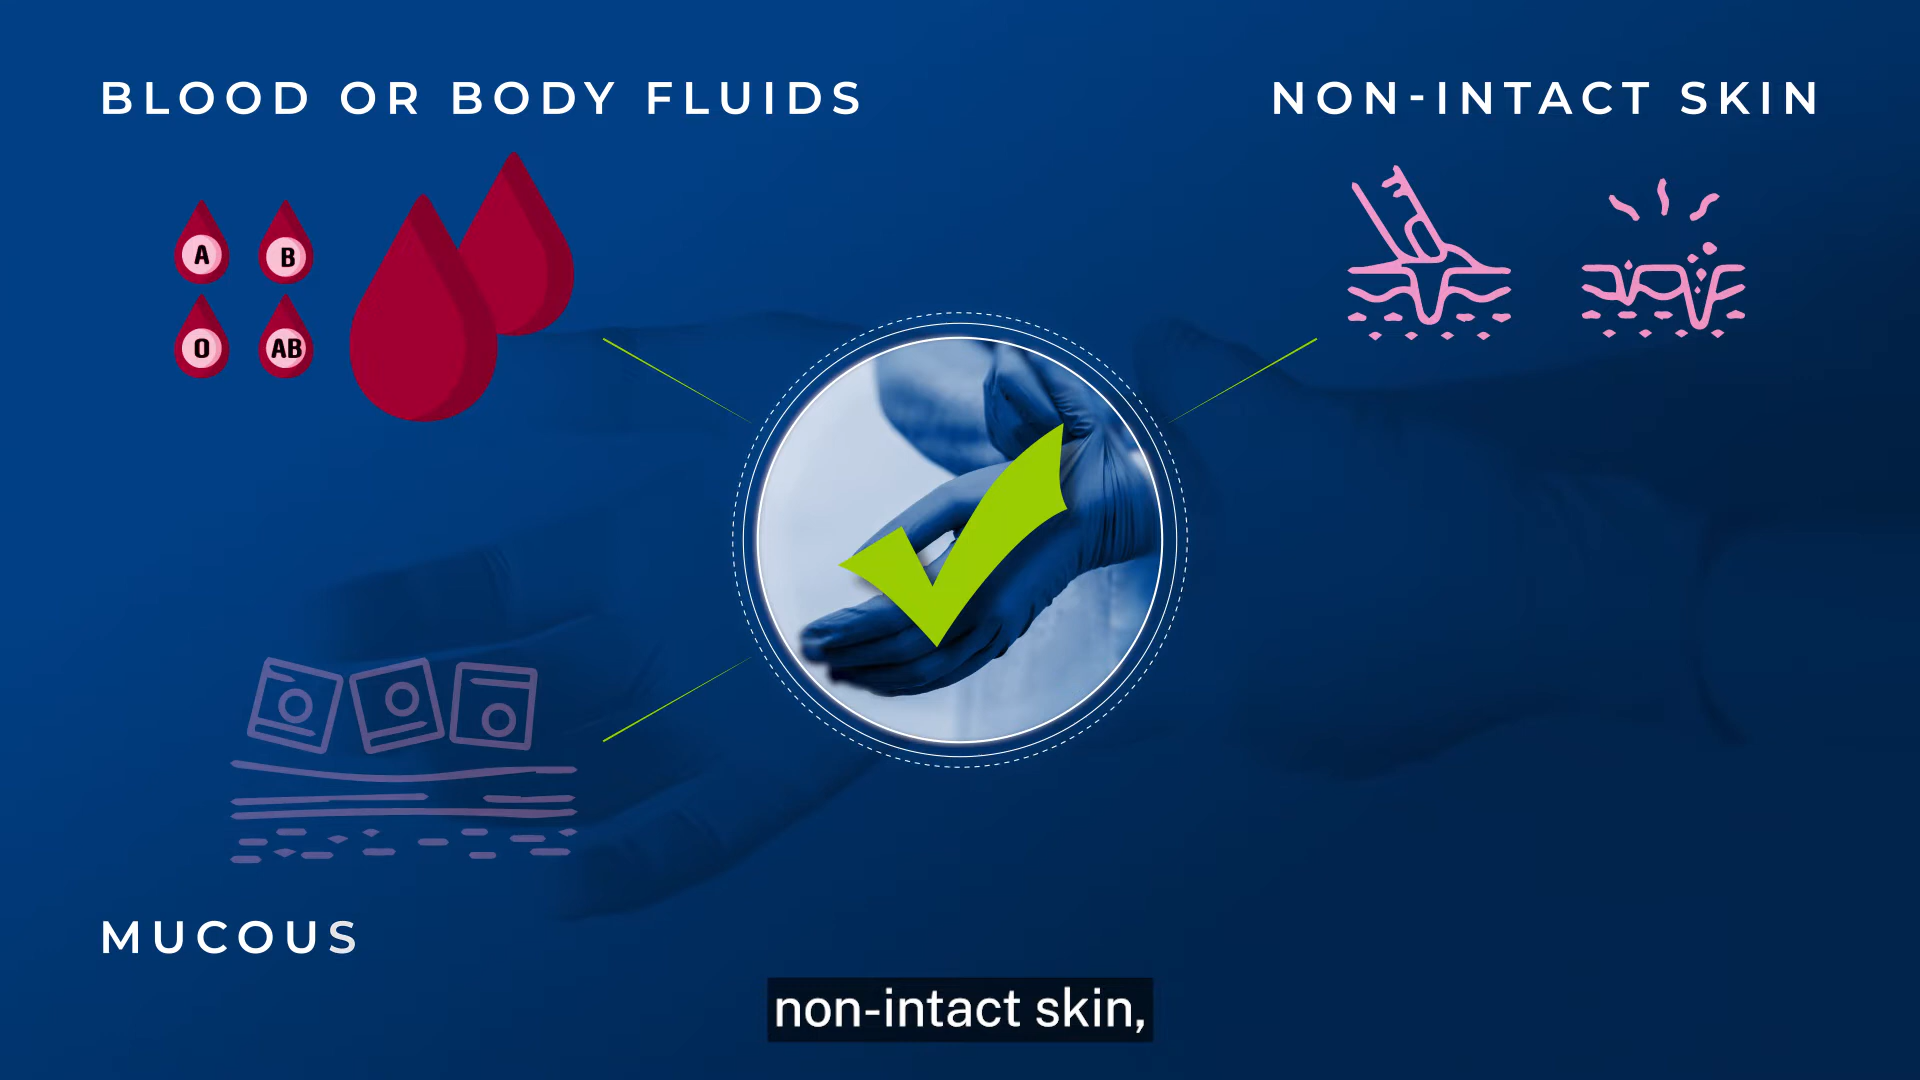 BLOOD OR BODY FLUIDS
NON-INTACT SKIN
A
B
O
AB
MUCOUS
non-intact skin,